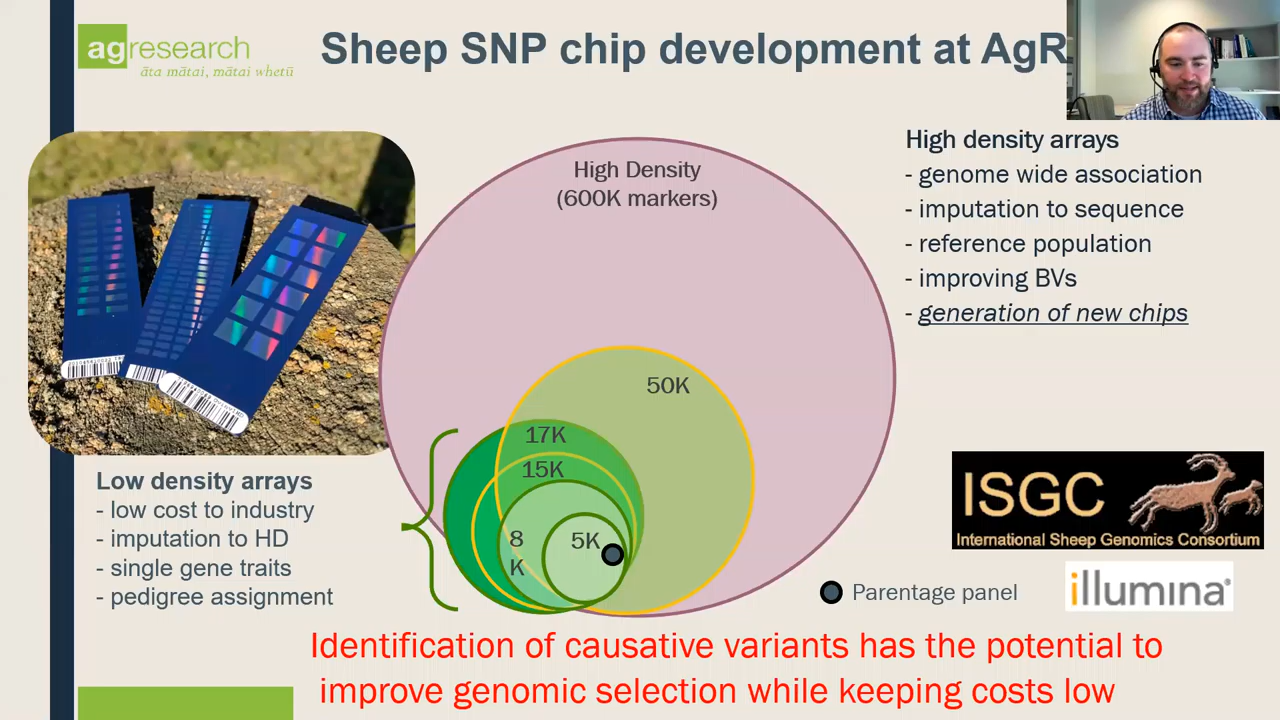 agresearch
āta mātai, mātai whetū
Sheep SNP chip development at AgR
High Density
(600K markers)
50K
17K
15K
8
K
5K
High density arrays
- genome wide association
- imputation to sequence
- reference population
- improving BVs
- generation of new chips
Low density arrays
- low cost to industry
- imputation to HD
- single gene traits
- pedigree assignment
ISGC
International Sheep Genomics Consortium
Parentage panel
illumina®
Identification of causative variants has the potential to
improve genomic selection while keeping costs low